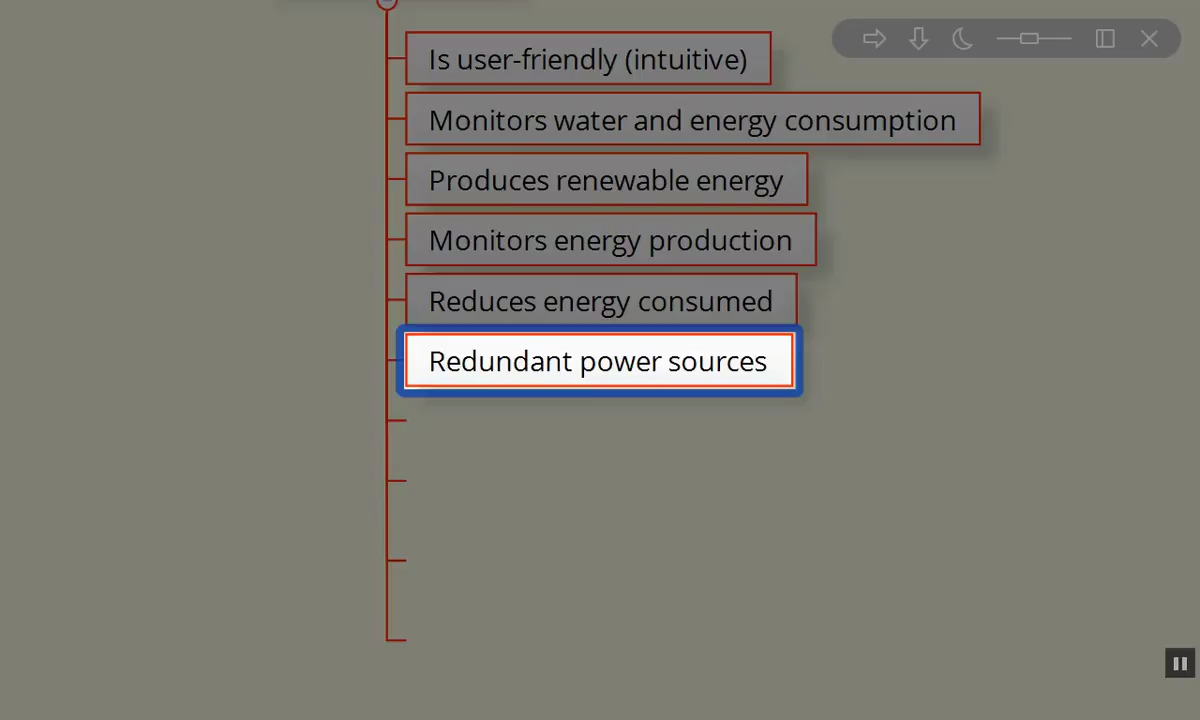 Is user-friendly (intuitive)
Monitors water and energy consumption
Produces renewable energy
Monitors energy production
Reduces energy consumed
Redundant power sources